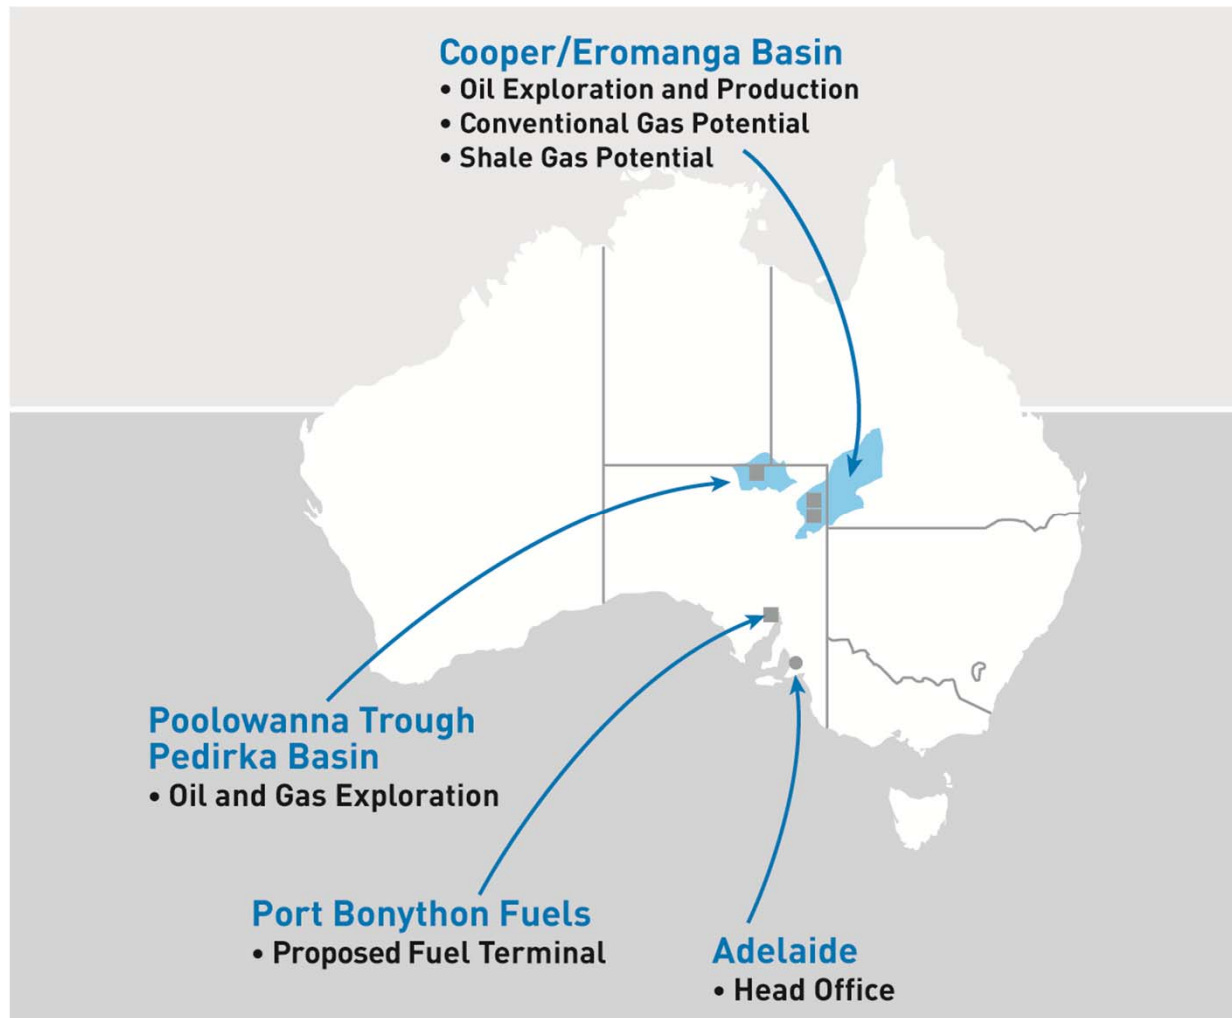 Cooper/Eromanga Basin
• Oil Exploration and Production
• Conventional Gas Potential
• Shale Gas Potential
Poolowanna Trough
Pedirka Basin
• Oil and Gas Exploration
Port Bonython Fuels
• Proposed Fuel Terminal
Adelaide
• Head Office